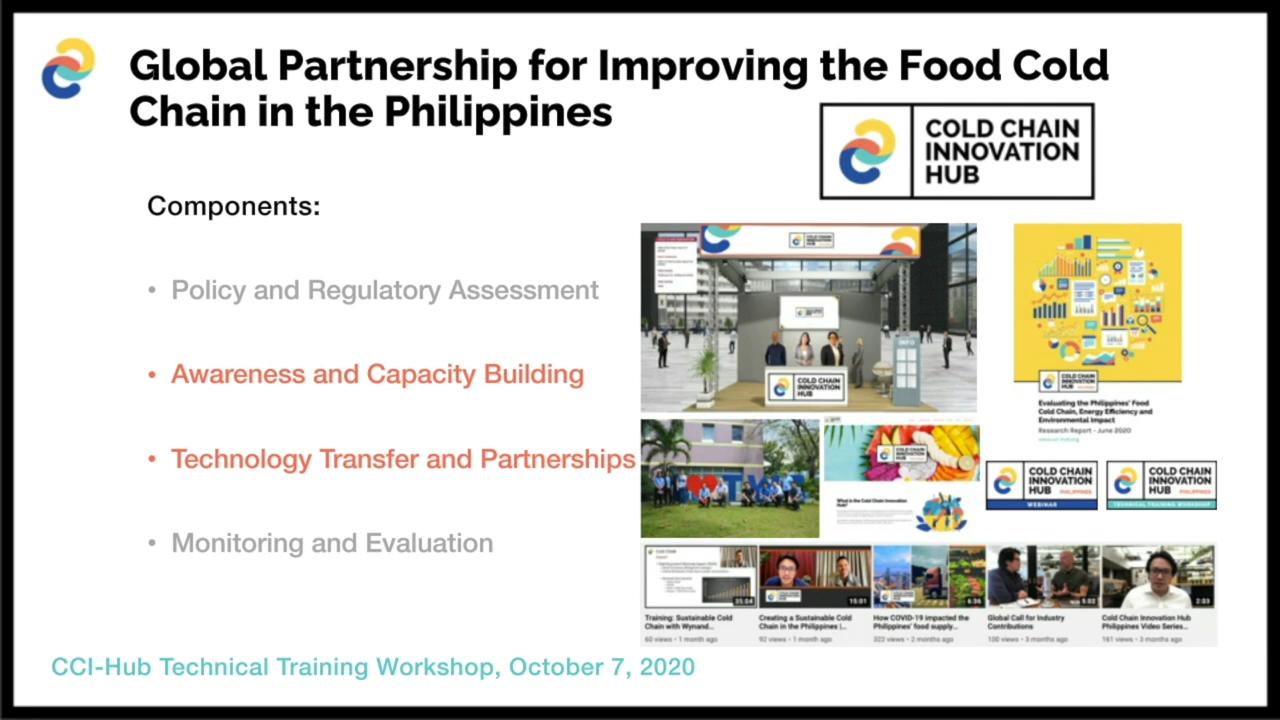 Global Partnership for Improving the Food Cold
Chain in the Philippines
COLD CHAIN
INNOVATION
HUB
Components:
• Policy and Regulatory Assessment
• Awareness and Capacity Building
• Technology Transfer and Partnerships
• Monitoring and Evaluation
COLD CHAIN
INNOVATION
HUB
INFO
COLD CHAIN
INNOVATION
HUB
Evaluating the Philippines' Food
Cold Chain, Energy Efficiency and
Environmental Impact
Research Report - June 2020
What is the Cold Chain Innovation
Hub?
COLD CHAIN
INNOVATION
HUB PHILIPPINES
WEBINAR
COLD CHAIN
INNOVATION
HUB PHILIPPINES
TECHNICAL TRAINING WORKSHOP
35:04
15:01
6:36
5:02
2:03
Training: Sustainable Cold
Chain with Wynand...
60 views • 1 month ago
Creating a Sustainable Cold
Chain in the Philippines |...
92 views • 1 month ago
How COVID-19 impacted the
Philippines' food supply...
322 views • 2 months ago
Global Call for Industry
Contributions
100 views • 3 months ago
Cold Chain Innovation Hub
Philippines Video Series...
161 views • 3 months ago
CCI-Hub Technical Training Workshop, October 7, 2020